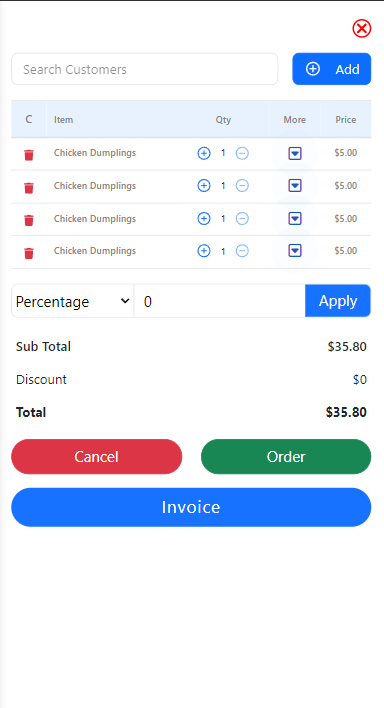 Search Customers Add
C Item Qty More Price
Chicken Dumplings 1 $5.00
Chicken Dumplings 1 $5.00
Chicken Dumplings 1 $5.00
Chicken Dumplings 1 $5.00
Percentage 0 Apply
Sub Total $35.80
Discount $0
Total $35.80
Cancel Order
Invoice